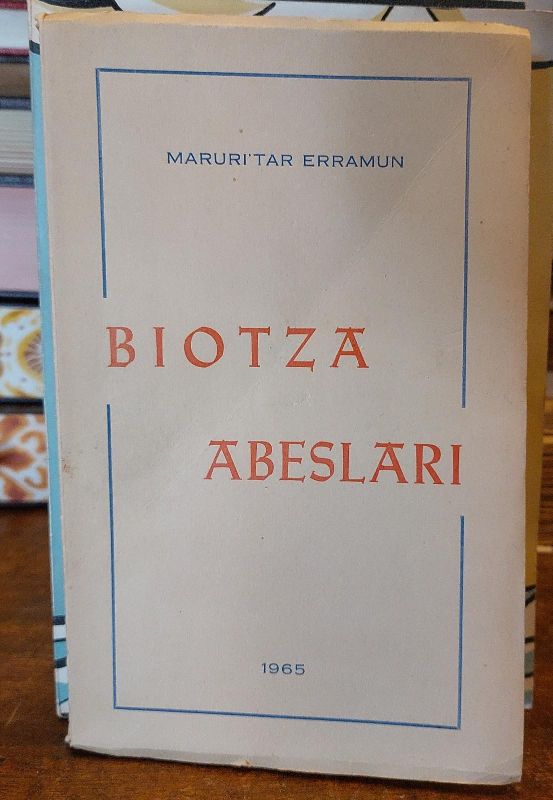 MARURI'TAR ERRAMUN
BIOTZA
ABESLARI
1965